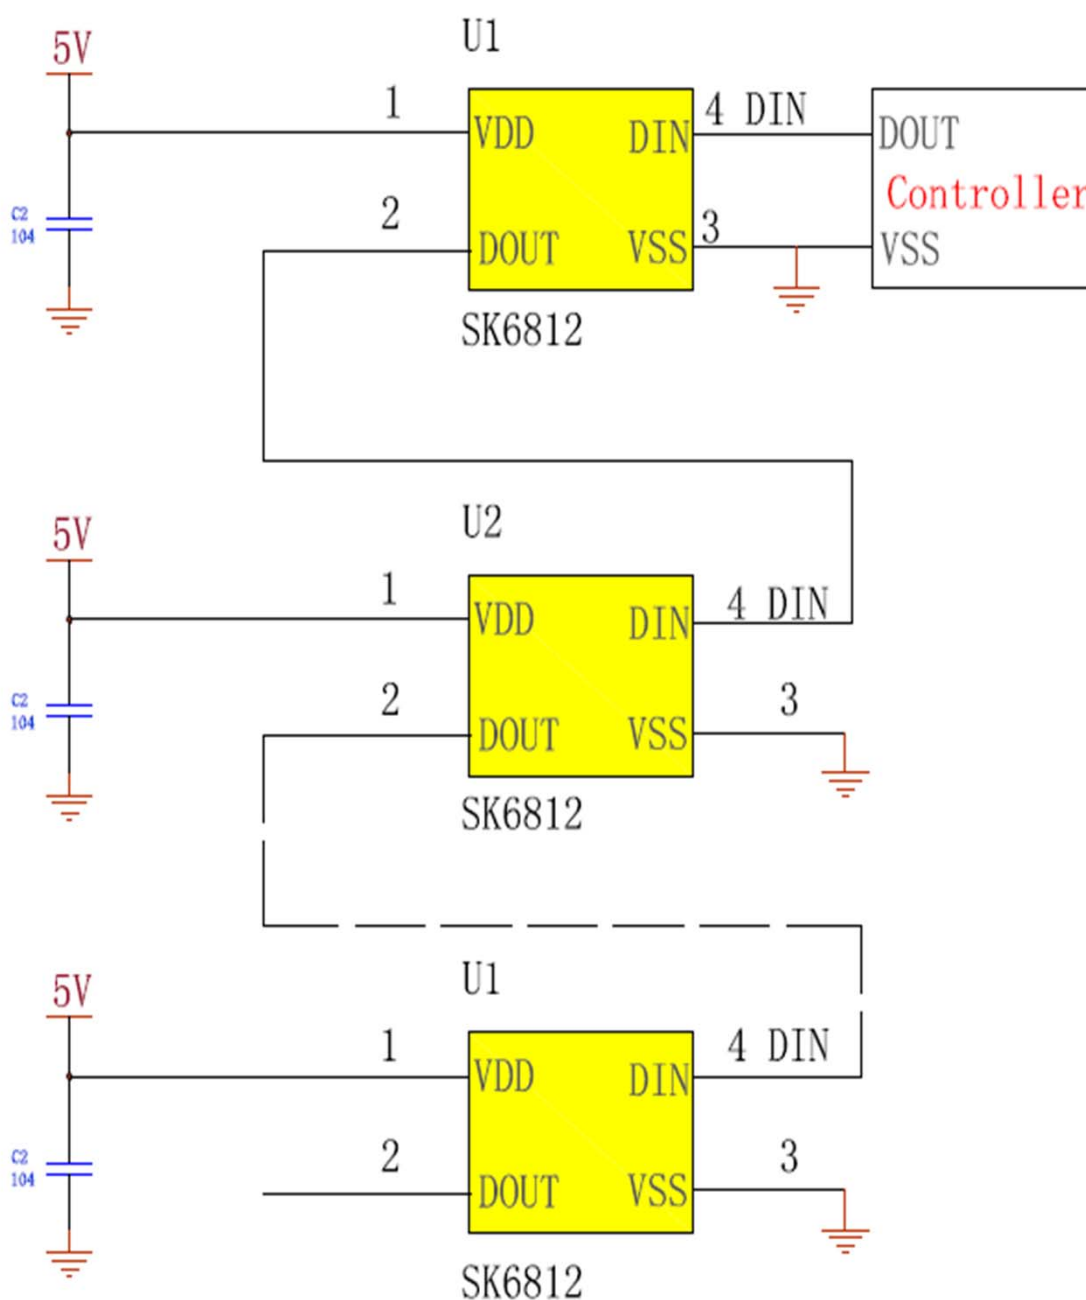 U1
5V
1
4 DIN
VDD
DIN
DOUT
Controller
C2
104
2
3
DOUT
VSS
VSS
SK6812
U2
5V
1
4 DIN
VDD
DIN
C2
104
2
3
DOUT
VSS
SK6812
U1
5V
1
4 DIN
VDD
DIN
C2
104
2
3
DOUT
VSS
SK6812